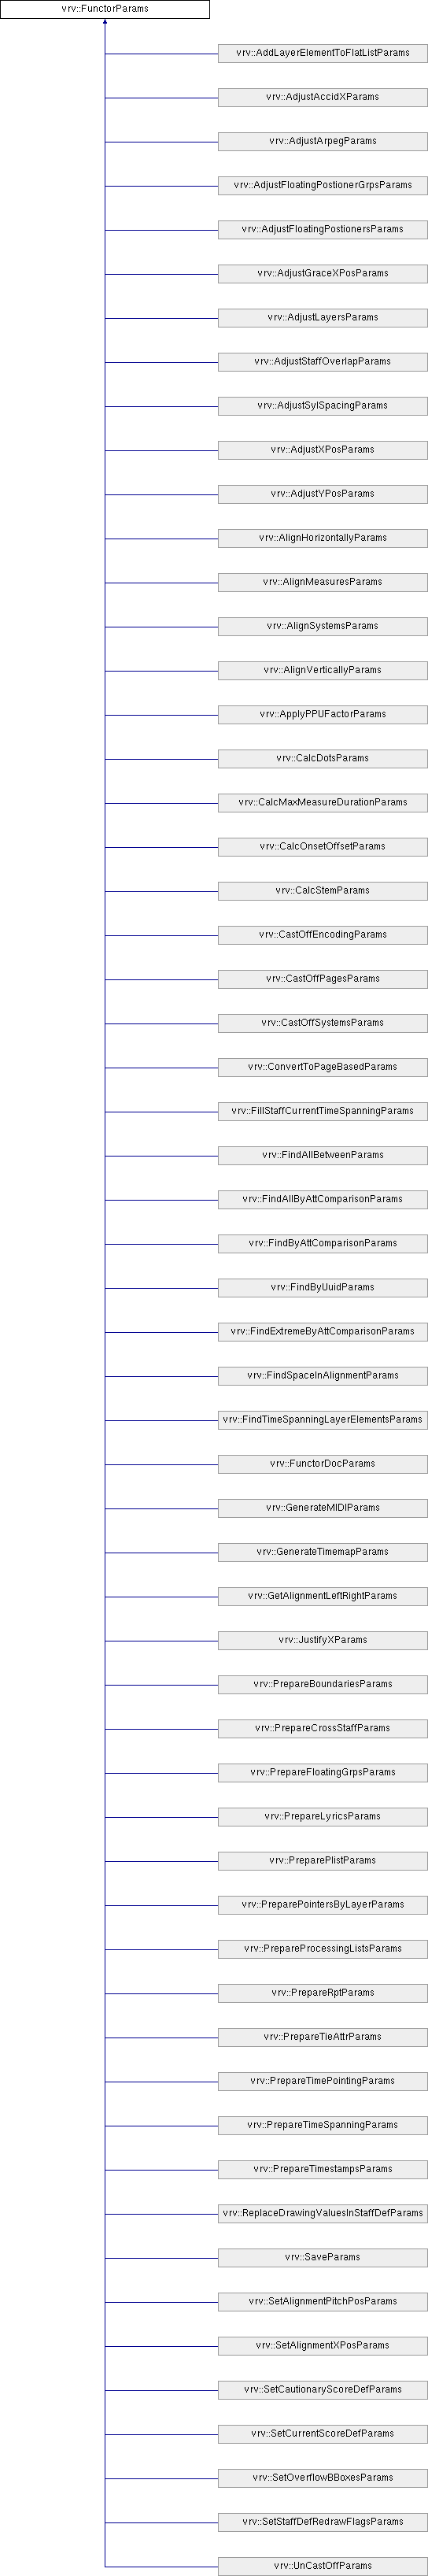 vrv::FunctorParams
vrv::AddLayerElementToFlatListParams
vrv::AdjustAccidXParams
vrv::AdjustArpegParams
vrv::AdjustFloatingPostionerGrpsParams
vrv::AdjustFloatingPostionersParams
vrv::AdjustGraceXPosParams
vrv::AdjustLayersParams
vrv::AdjustStaffOverlapParams
vrv::AdjustSylSpacingParams
vrv::AdjustXPosParams
vrv::AdjustYPosParams
vrv::AlignHorizontallyParams
vrv::AlignMeasuresParams
vrv::AlignSystemsParams
vrv::AlignVerticallyParams
vrv::ApplyPPUFactorParams
vrv::CalcDotsParams
vrv::CalcMaxMeasureDurationParams
vrv::CalcOnsetOffsetParams
vrv::CalcStemParams
vrv::CastOffEncodingParams
vrv::CastOffPagesParams
vrv::CastOffSystemsParams
vrv::ConvertToPageBasedParams
vrv::FillStaffCurrentTimeSpanningParams
vrv::FindAllBetweenParams
vrv::FindAllByAttComparisonParams
vrv::FindByAttComparisonParams
vrv::FindByUuidParams
vrv::FindExtremeByAttComparisonParams
vrv::FindSpaceInAlignmentParams
vrv::FindTimeSpanningLayerElementsParams
vrv::FunctorDocParams
vrv::GenerateMIDIParams
vrv::GenerateTimemapParams
vrv::GetAlignmentLeftRightParams
vrv::JustifyXParams
vrv::PrepareBoundariesParams
vrv::PrepareCrossStaffParams
vrv::PrepareFloatingGrpsParams
vrv::PrepareLyricsParams
vrv::PreparePlistParams
vrv::PreparePointersByLayerParams
vrv::PrepareProcessingListsParams
vrv::PrepareRptParams
vrv::PrepareTieAttrParams
vrv::PrepareTimePointingParams
vrv::PrepareTimeSpanningParams
vrv::PrepareTimestampsParams
vrv::ReplaceDrawingValuesInStaffDefParams
vrv::SaveParams
vrv::SetAlignmentPitchPosParams
vrv::SetAlignmentXPosParams
vrv::SetCautionaryScoreDefParams
vrv::SetCurrentScoreDefParams
vrv::SetOverflowBBoxesParams
vrv::SetStaffDefRedrawFlagsParams
vrv::UnCastOffParams